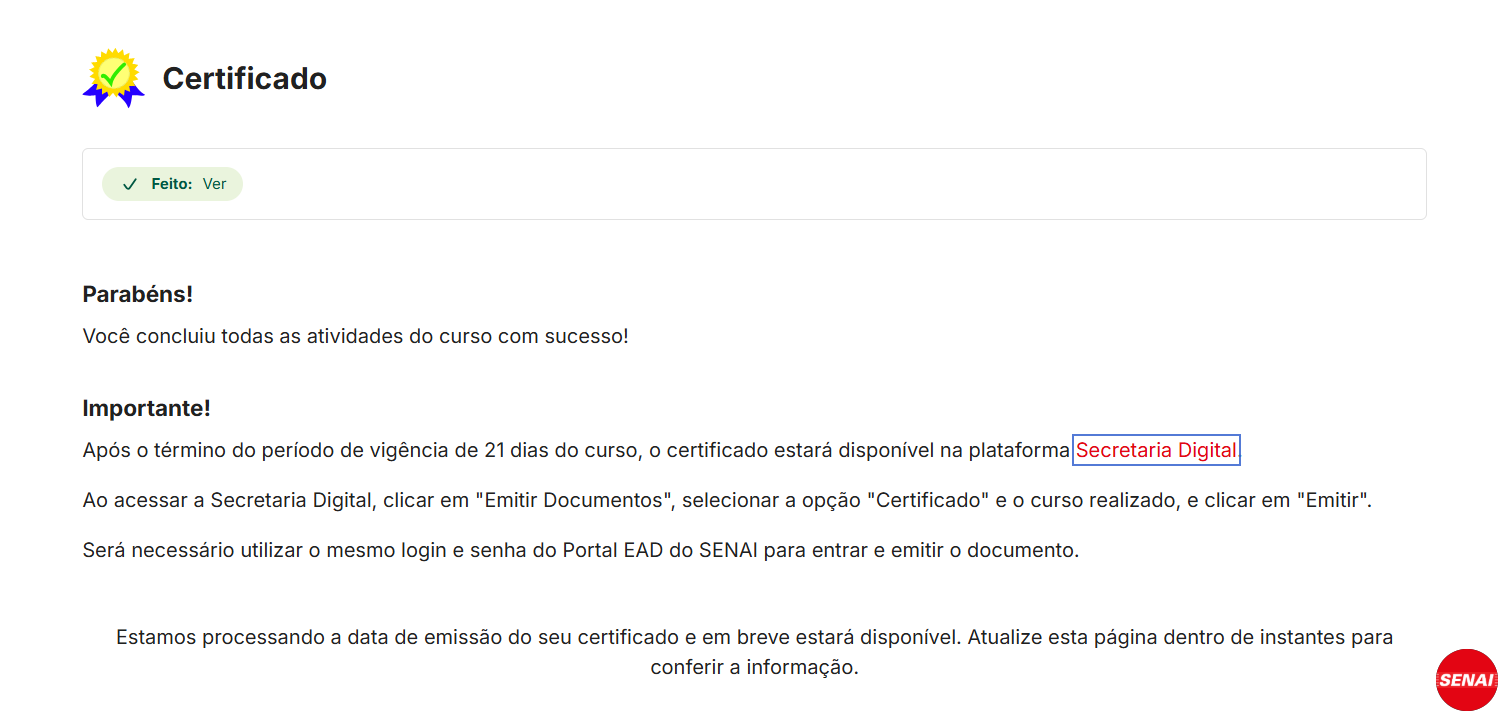 Certificado
Feito: Ver
Parabéns!
Você concluiu todas as atividades do curso com sucesso!
Importante!
Após o término do período de vigência de 21 dias do curso, o certificado estará disponível na plataforma Secretaria Digital.
Ao acessar a Secretaria Digital, clicar em "Emitir Documentos", selecionar a opção "Certificado" e o curso realizado, e clicar em "Emitir".
Será necessário utilizar o mesmo login e senha do Portal EAD do SENAI para entrar e emitir o documento.
Estamos processando a data de emissão do seu certificado e em breve estará disponível. Atualize esta página dentro de instantes para
conferir a informação.
SENAI